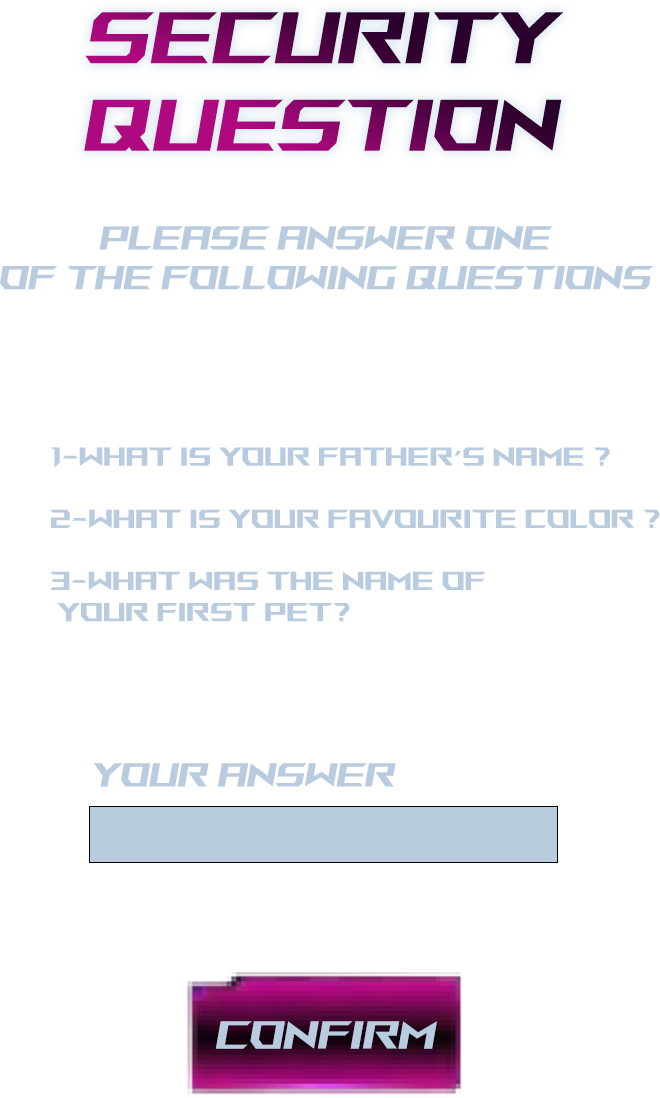 SECURITY
QUESTION
PLEASE ANSWER ONE
OF THE FOLLOWING QUESTIONS
1-WHAT IS YOUR FATHER'S NAME ?
2-WHAT IS YOUR FAVOURITE COLOR ?
3-WHAT WAS THE NAME OF
YOUR FIRST PET?
YOUR ANSWER
CONFIRM